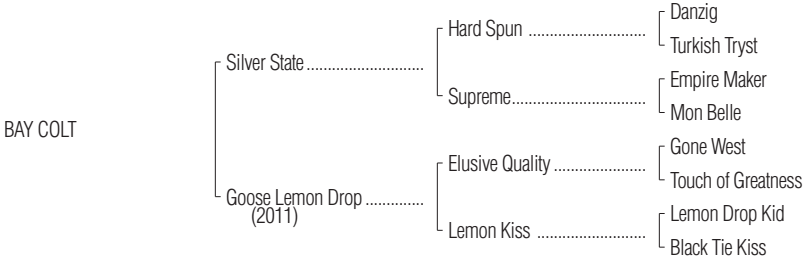 Danzig
Hard Spun ............................
Turkish Tryst
Silver State ............................
Empire Maker
Supreme................................
Mon Belle
BAY COLT
Gone West
Elusive Quality ......................
Touch of Greatness
Goose Lemon Drop ..............
(2011)
Lemon Drop Kid
Lemon Kiss ..........................
Black Tie Kiss